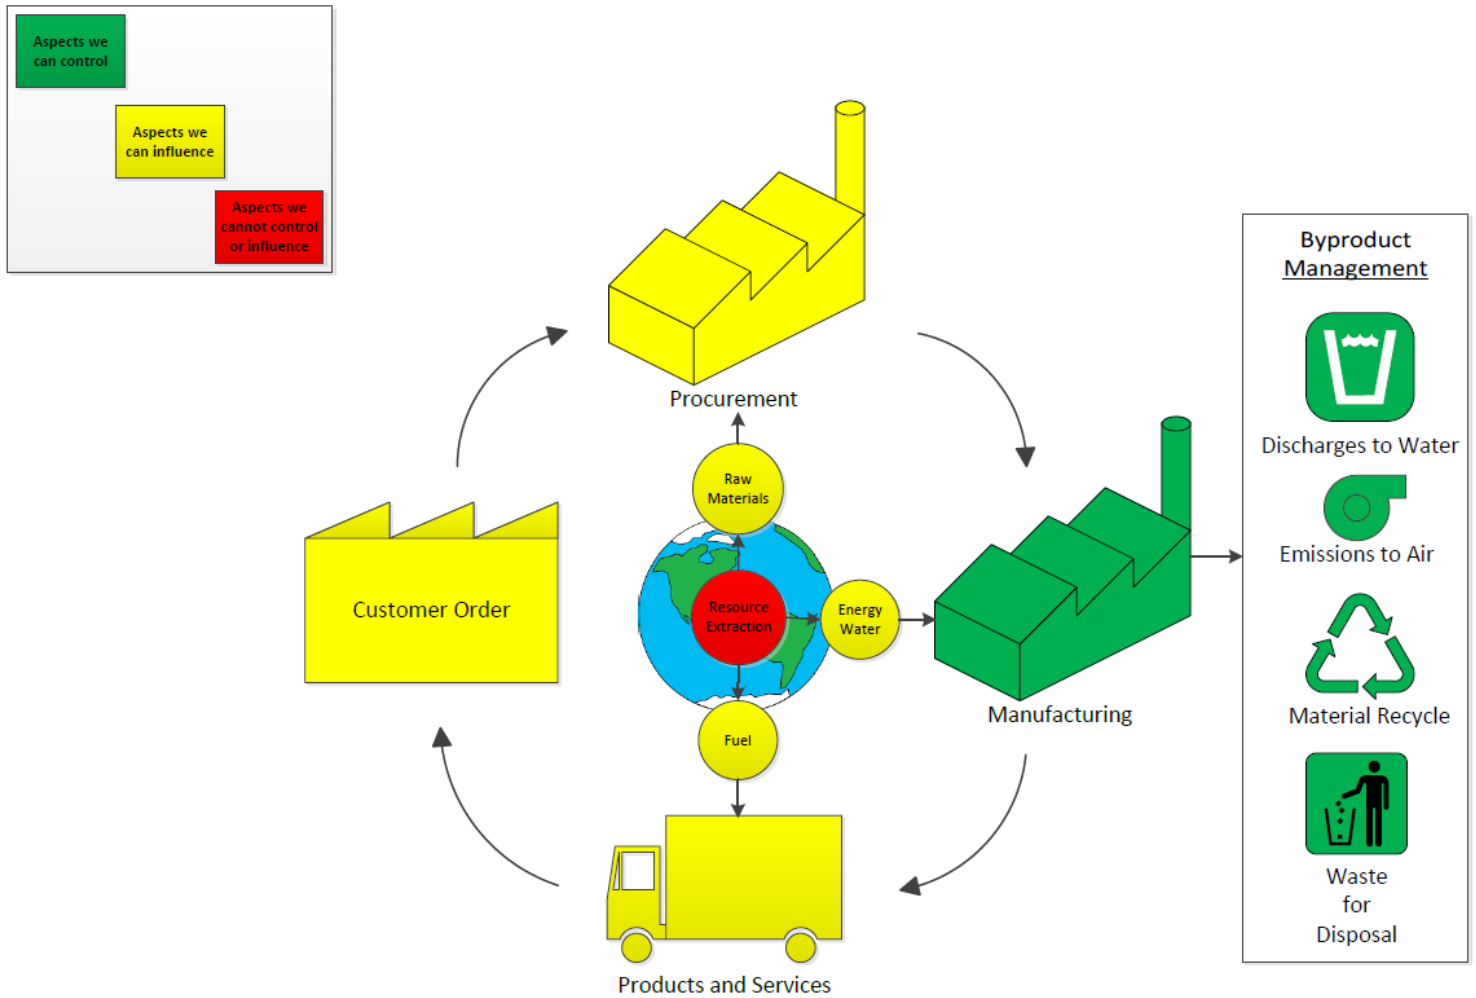 Aspects we
can control
Aspects we
can influence
Aspects we
cannot control
or influence
Procurement
Raw
Materials
Resource
Extraction
Energy
Water
Fuel
Customer Order
Manufacturing
Products and Services
Byproduct
Management
Discharges to Water
Emissions to Air
Material Recycle
Waste
for
Disposal